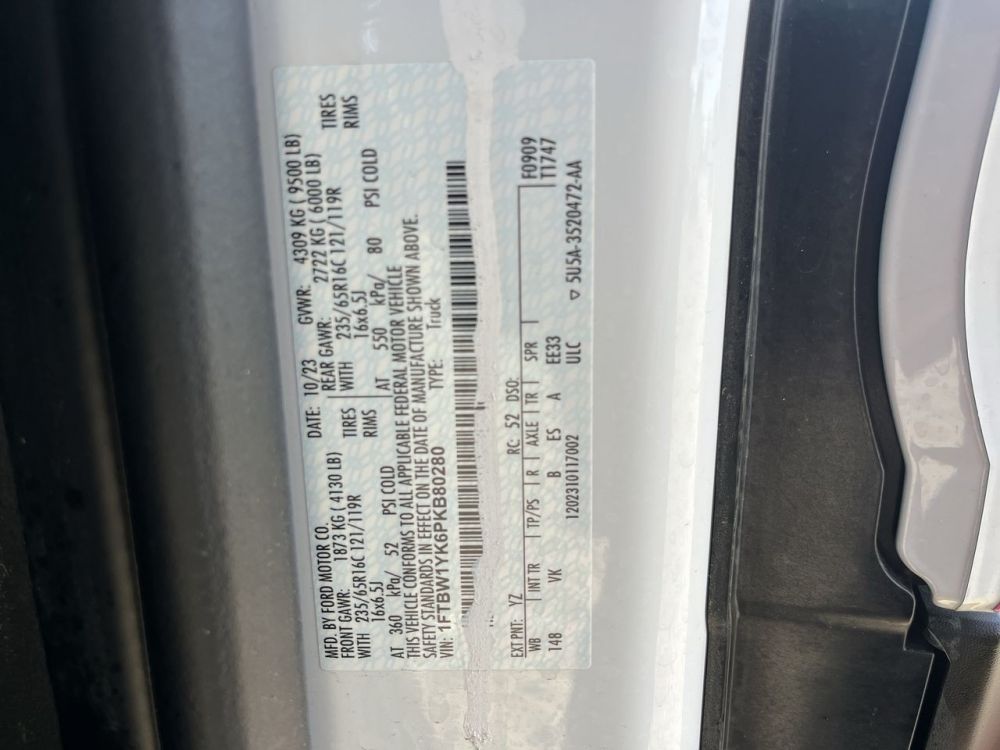 MFD. BY FORD MOTOR CO. DATE: 10/23 GVWR: 4309 KG ( 9500 LB)
FRONT GAWR: 1873 KG ( 4130 LB) REAR GAWR: 2722 KG ( 6000 LB)
WITH 235/65R16C 121/119R TIRES WITH 235/65R16C 121/119R TIRES
16x6.5J RIMS 16x6.5J RIMS
AT 360 kPa/ 52 PSI COLD AT 550 kPa/ 80 PSI COLD
THIS VEHICLE CONFORMS TO ALL APPLICABLE FEDERAL MOTOR VEHICLE
SAFETY STANDARDS IN EFFECT ON THE DATE OF MANUFACTURE SHOWN ABOVE.
VIN: 1FTBW1YK6PKB80280 TYPE: Truck
EXT PNT: YZ RC: 52 DSO: F0909
WB INT TR TP/PS R AXLE TR SPR T1747
148 VK B ES A EE33
1202310117002 ULC ▽ 5U5A-3520472-AA